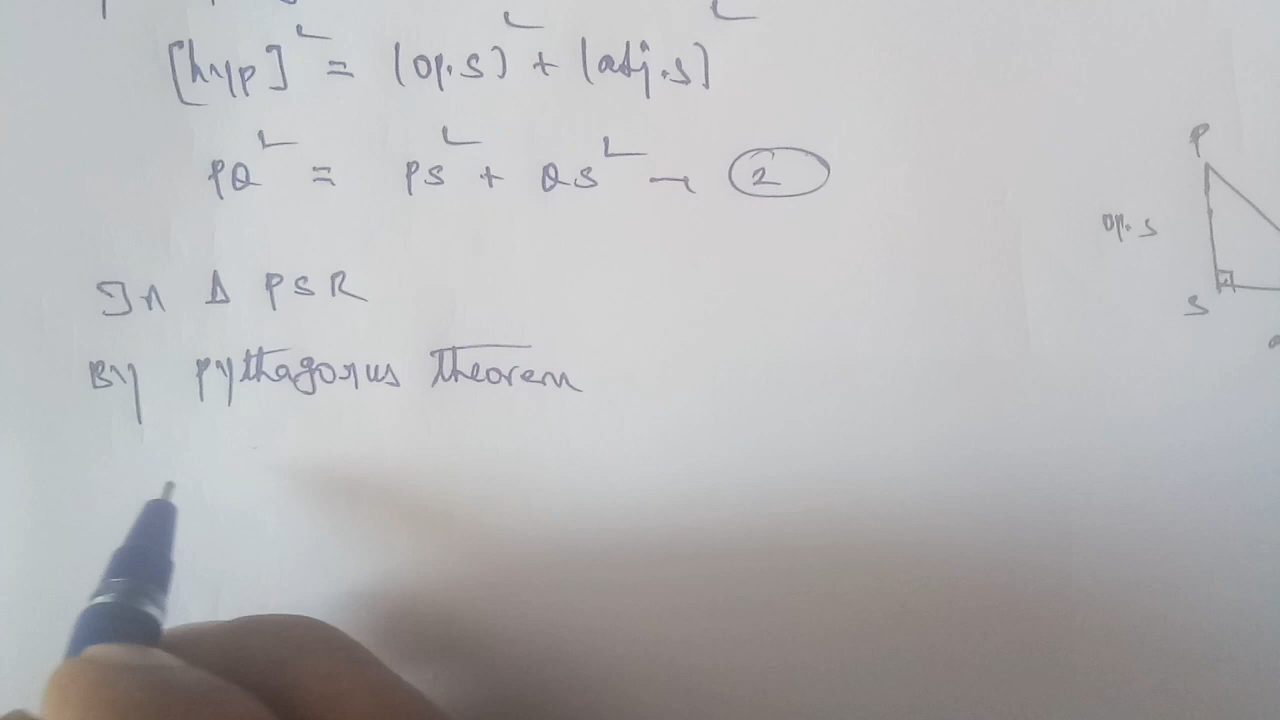 [hyp]² = (op.s)² + (adj.s)²
PQ² = PS² + QS² → 2
In Δ PSR
By pythagorus theorem
P
op.s
S